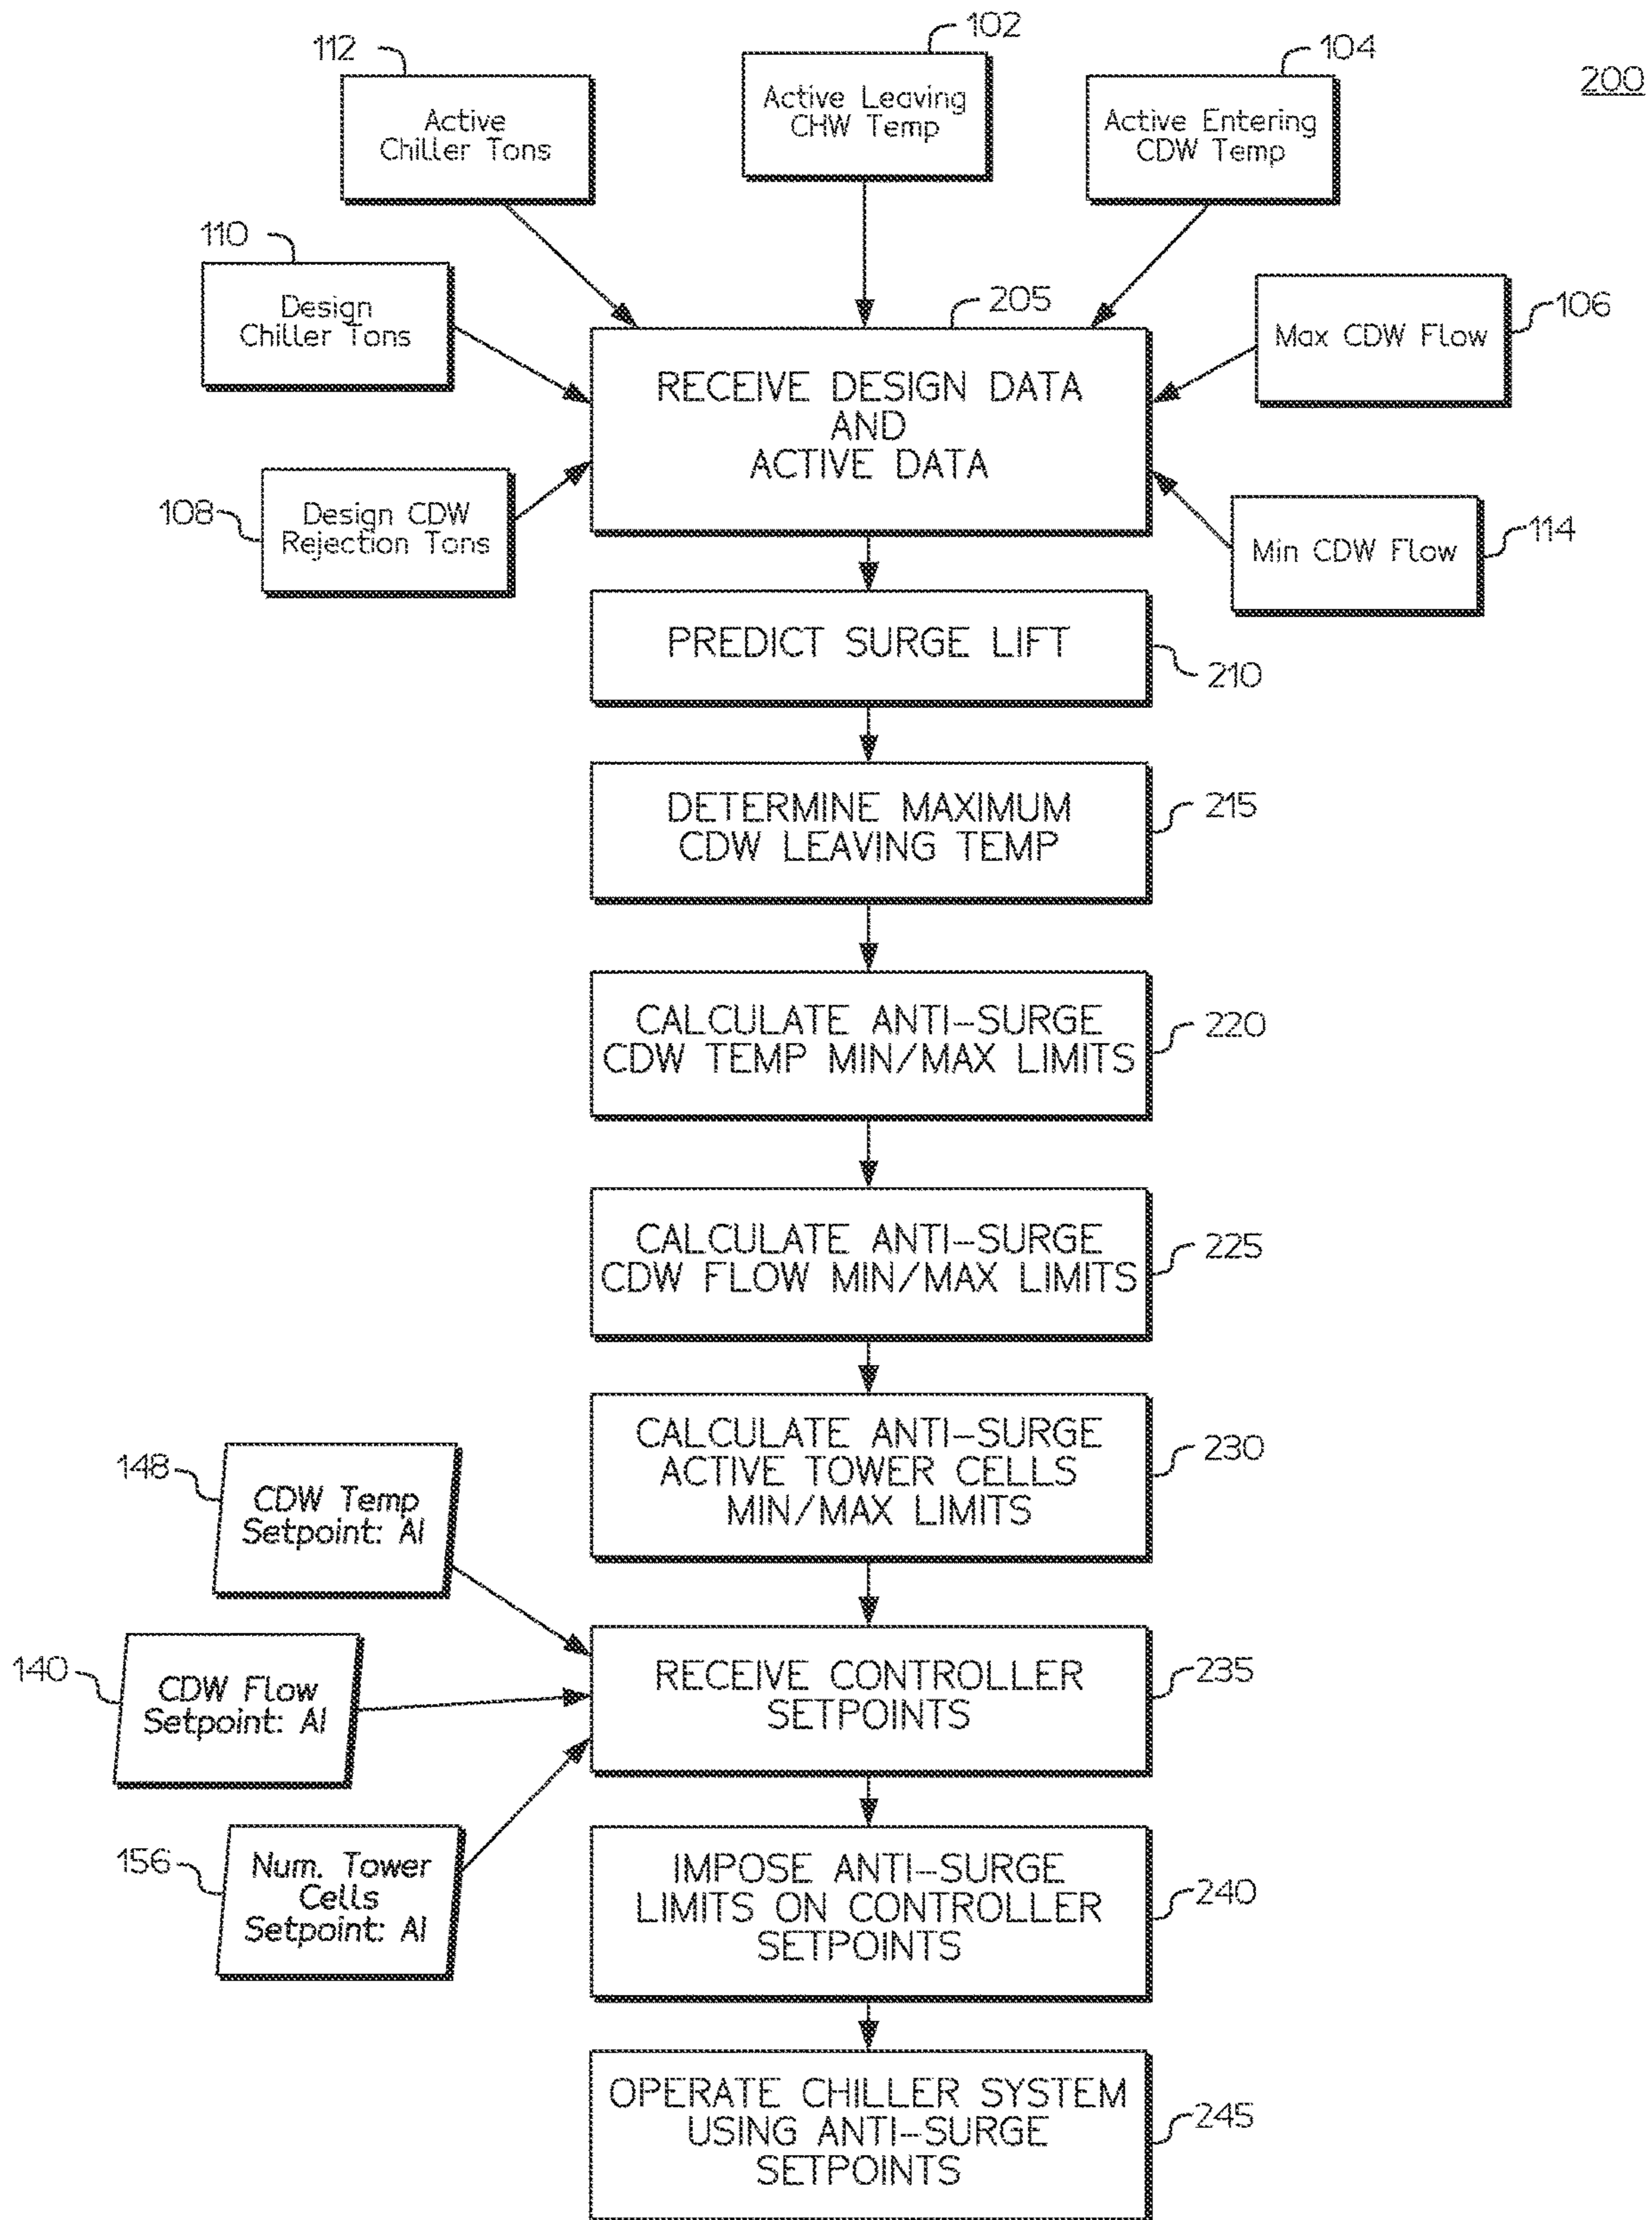 200
112
Active
Chiller Tons
102
Active Leaving
CHW Temp
104
Active Entering
CDW Temp
110
Design
Chiller Tons
108
Design CDW
Rejection Tons
205
RECEIVE DESIGN DATA
AND
ACTIVE DATA
106
Max CDW Flow
114
Min CDW Flow
PREDICT SURGE LIFT
210
DETERMINE MAXIMUM
CDW LEAVING TEMP
215
CALCULATE ANTI-SURGE
CDW TEMP MIN/MAX LIMITS
220
CALCULATE ANTI-SURGE
CDW FLOW MIN/MAX LIMITS
225
CALCULATE ANTI-SURGE
ACTIVE TOWER CELLS
MIN/MAX LIMITS
230
148
CDW Temp
Setpoint: AI
140
CDW Flow
Setpoint: AI
156
Num. Tower
Cells
Setpoint: AI
RECEIVE CONTROLLER
SETPOINTS
235
IMPOSE ANTI-SURGE
LIMITS ON CONTROLLER
SETPOINTS
240
OPERATE CHILLER SYSTEM
USING ANTI-SURGE
SETPOINTS
245